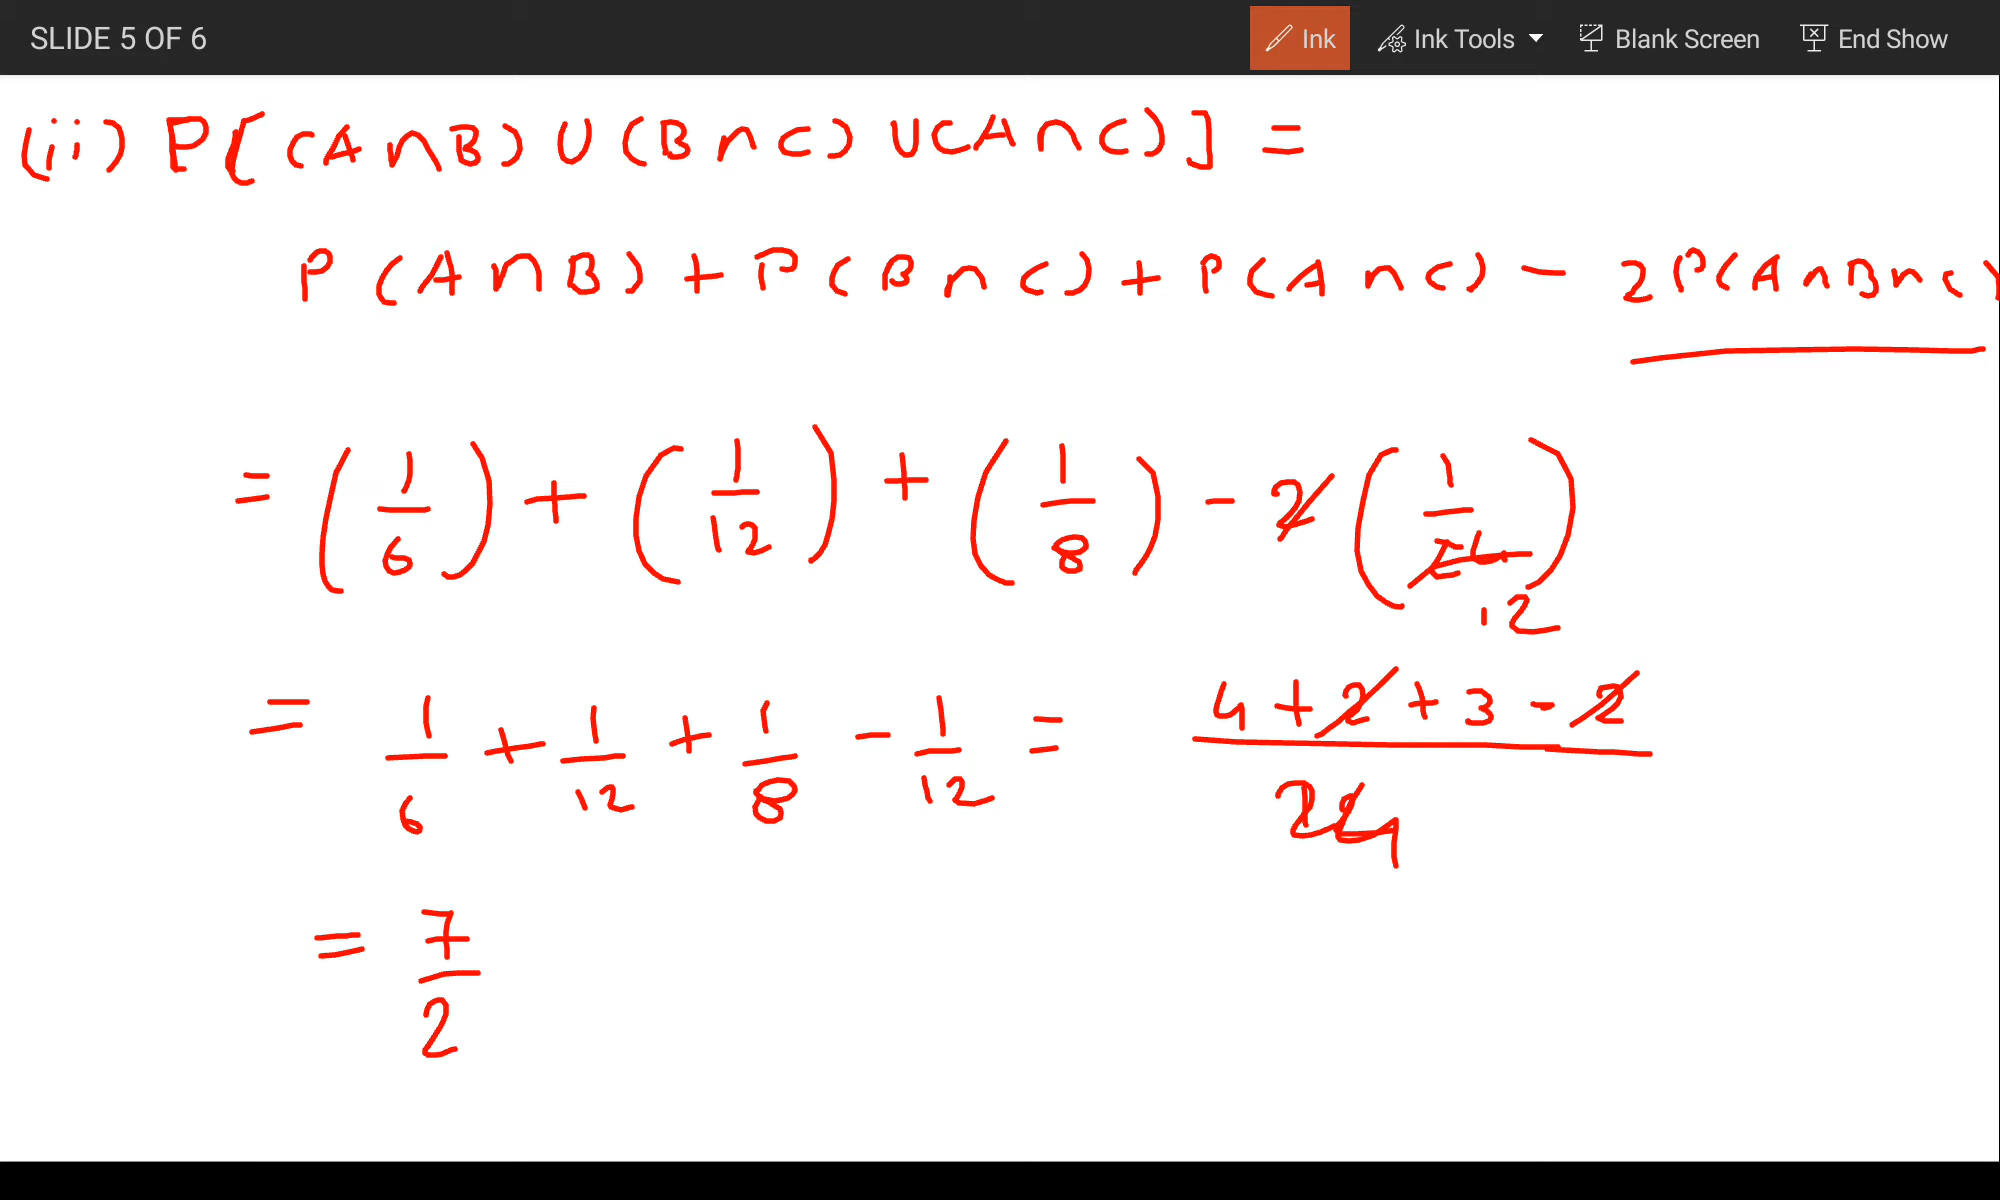 SLIDE 5 OF 6 Ink Ink Tools Blank Screen End Show
(ii) P[(A∩B)∪(B∩C)∪(A∩C)] =
P(A∩B)+P(B∩C)+P(A∩C)-2P(A∩B∩C)
= (1/6) + (1/12) + (1/8) - 2(1/24)
12
= 1/6 + 1/12 + 1/8 - 1/12 = (4+2+3-2)/24
= 7/2